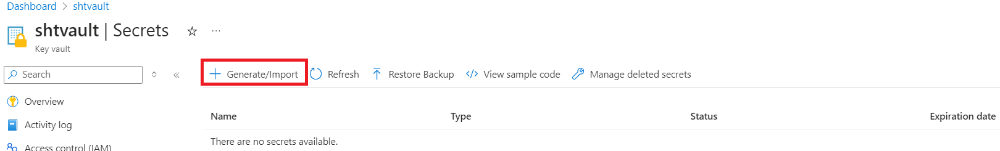 Dashboard > shtvault
shtvault | Secrets ☆ ...
Key vault
Search
Generate/Import Refresh Restore Backup View sample code Manage deleted secrets
Overview
Activity log
Access control (IAM)
Name Type Status Expiration date
There are no secrets available.